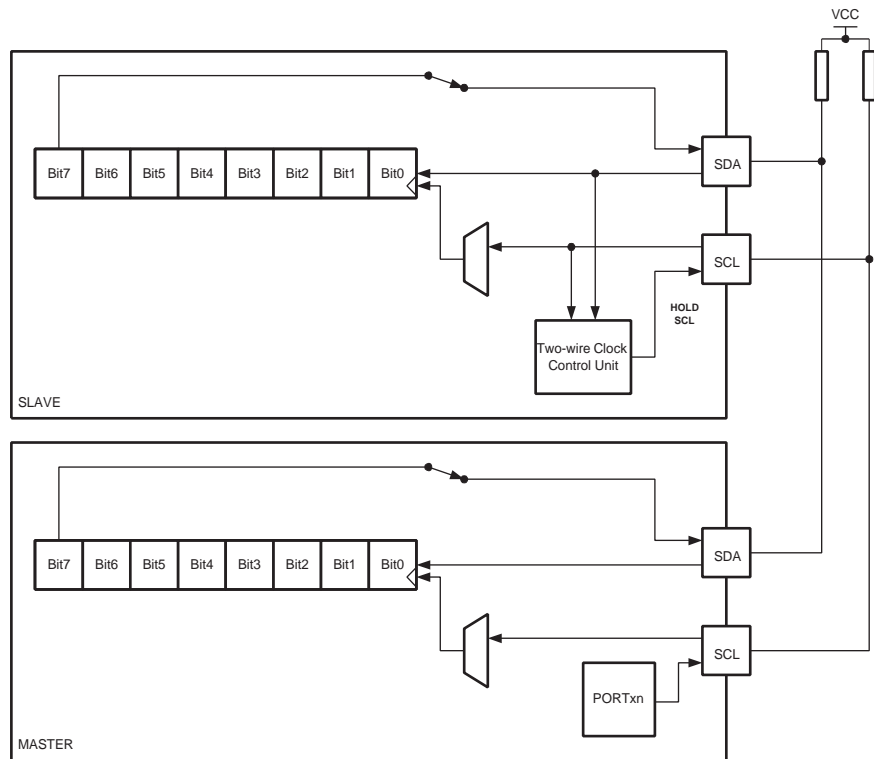 VCC
Bit7 Bit6 Bit5 Bit4 Bit3 Bit2 Bit1 Bit0
SDA
SCL
HOLD
SCL
Two-wire Clock
Control Unit
SLAVE
Bit7 Bit6 Bit5 Bit4 Bit3 Bit2 Bit1 Bit0
SDA
SCL
PORTxn
MASTER